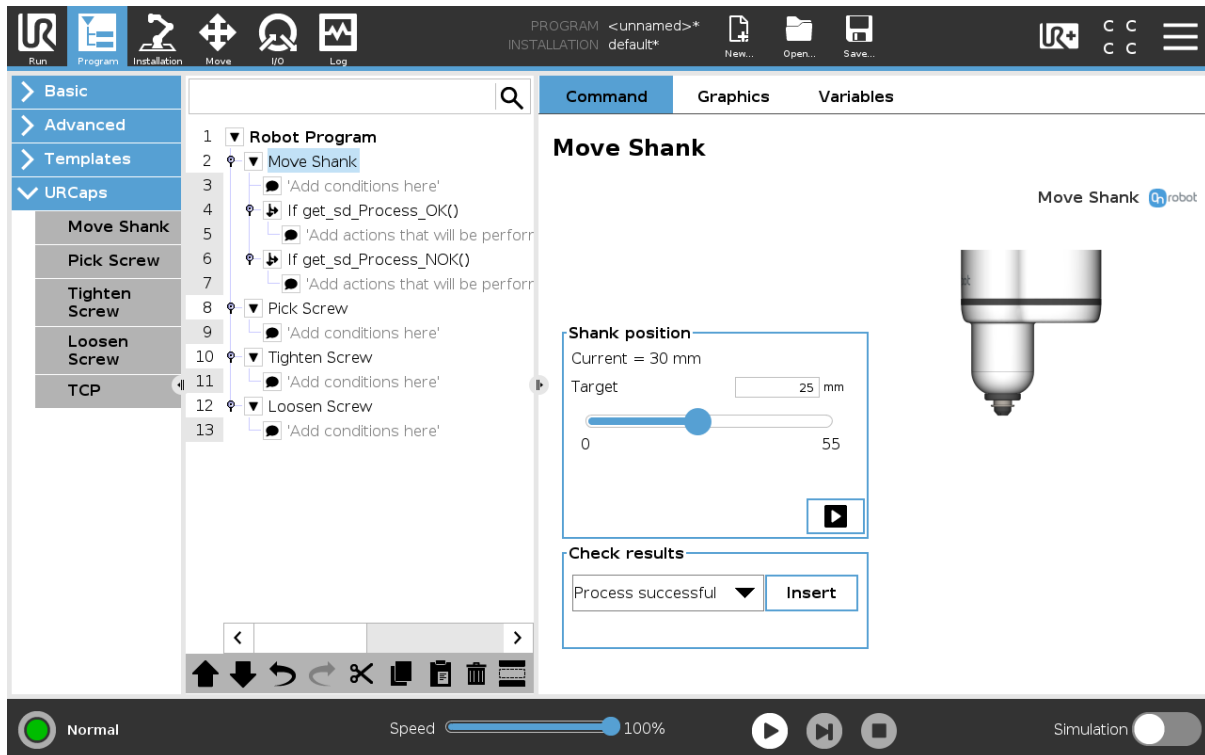 UR
Run
Program
Installation
Move
I/O
Log
PROGRAM <unnamed>*
INSTALLATION default*
New...
Open...
Save...
UR+
C C
C C
Basic
Advanced
Templates
URCaps
Move Shank
Pick Screw
Tighten
Screw
Loosen
Screw
TCP
1 Robot Program
2 Move Shank
3 'Add conditions here'
4 If get_sd_Process_OK()
5 'Add actions that will be perforr
6 If get_sd_Process_NOK()
7 'Add actions that will be perforr
8 Pick Screw
9 'Add conditions here'
10 Tighten Screw
11 'Add conditions here'
12 Loosen Screw
13 'Add conditions here'
Command Graphics Variables
Move Shank
Move Shank OnRobot
Shank position
Current = 30 mm
Target 25 mm
0 55
Check results
Process successful Insert
Normal
Speed 100%
Simulation